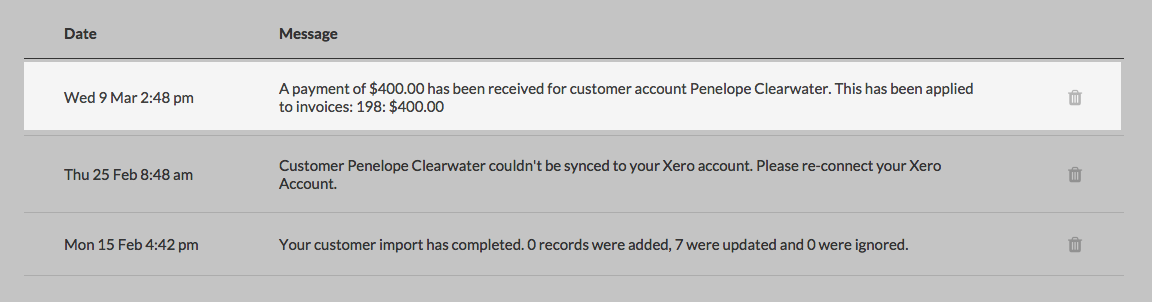 Date Message
Wed 9 Mar 2:48 pm A payment of $400.00 has been received for customer account Penelope Clearwater. This has been applied
to invoices: 198: $400.00
Thu 25 Feb 8:48 am Customer Penelope Clearwater couldn't be synced to your Xero account. Please re-connect your Xero
Account.
Mon 15 Feb 4:42 pm Your customer import has completed. 0 records were added, 7 were updated and 0 were ignored.